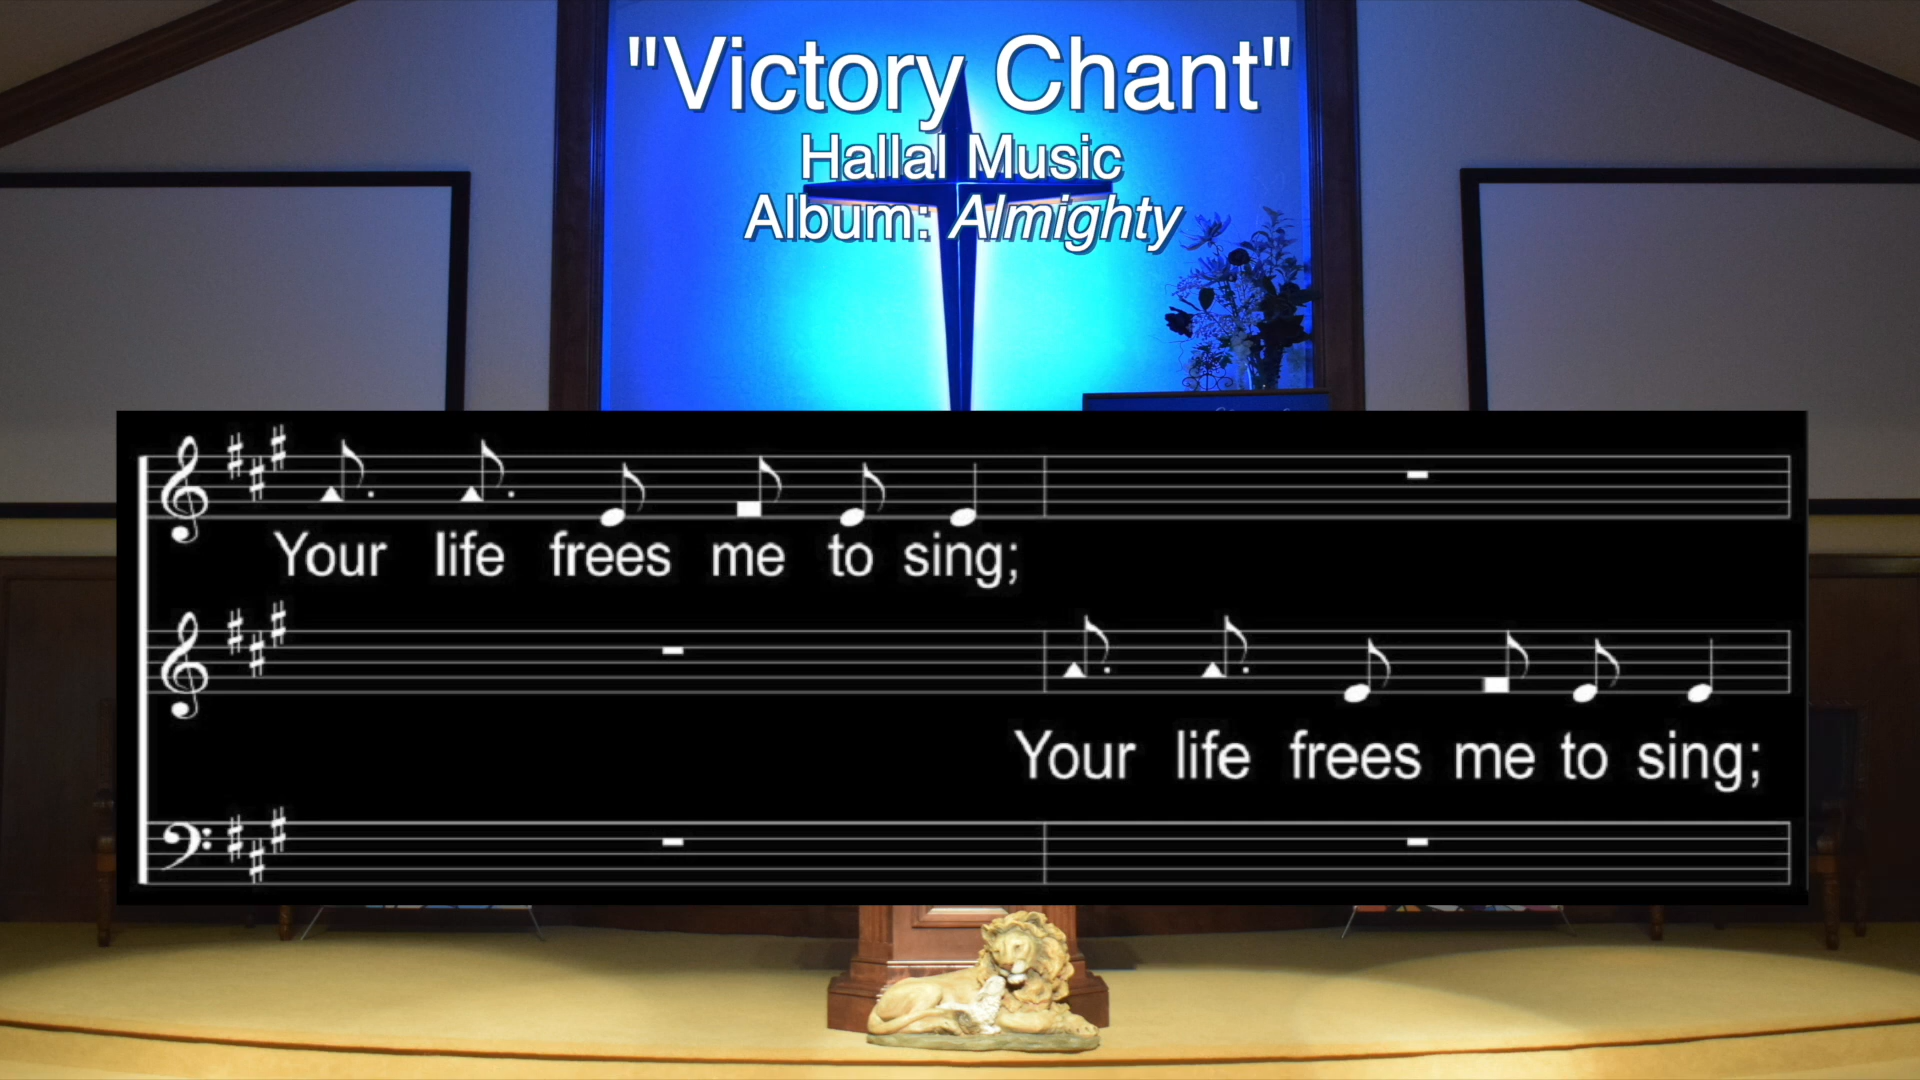 "Victory Chant"
Hallal Music
Album: Almighty
Your life frees me to sing;
Your life frees me to sing;